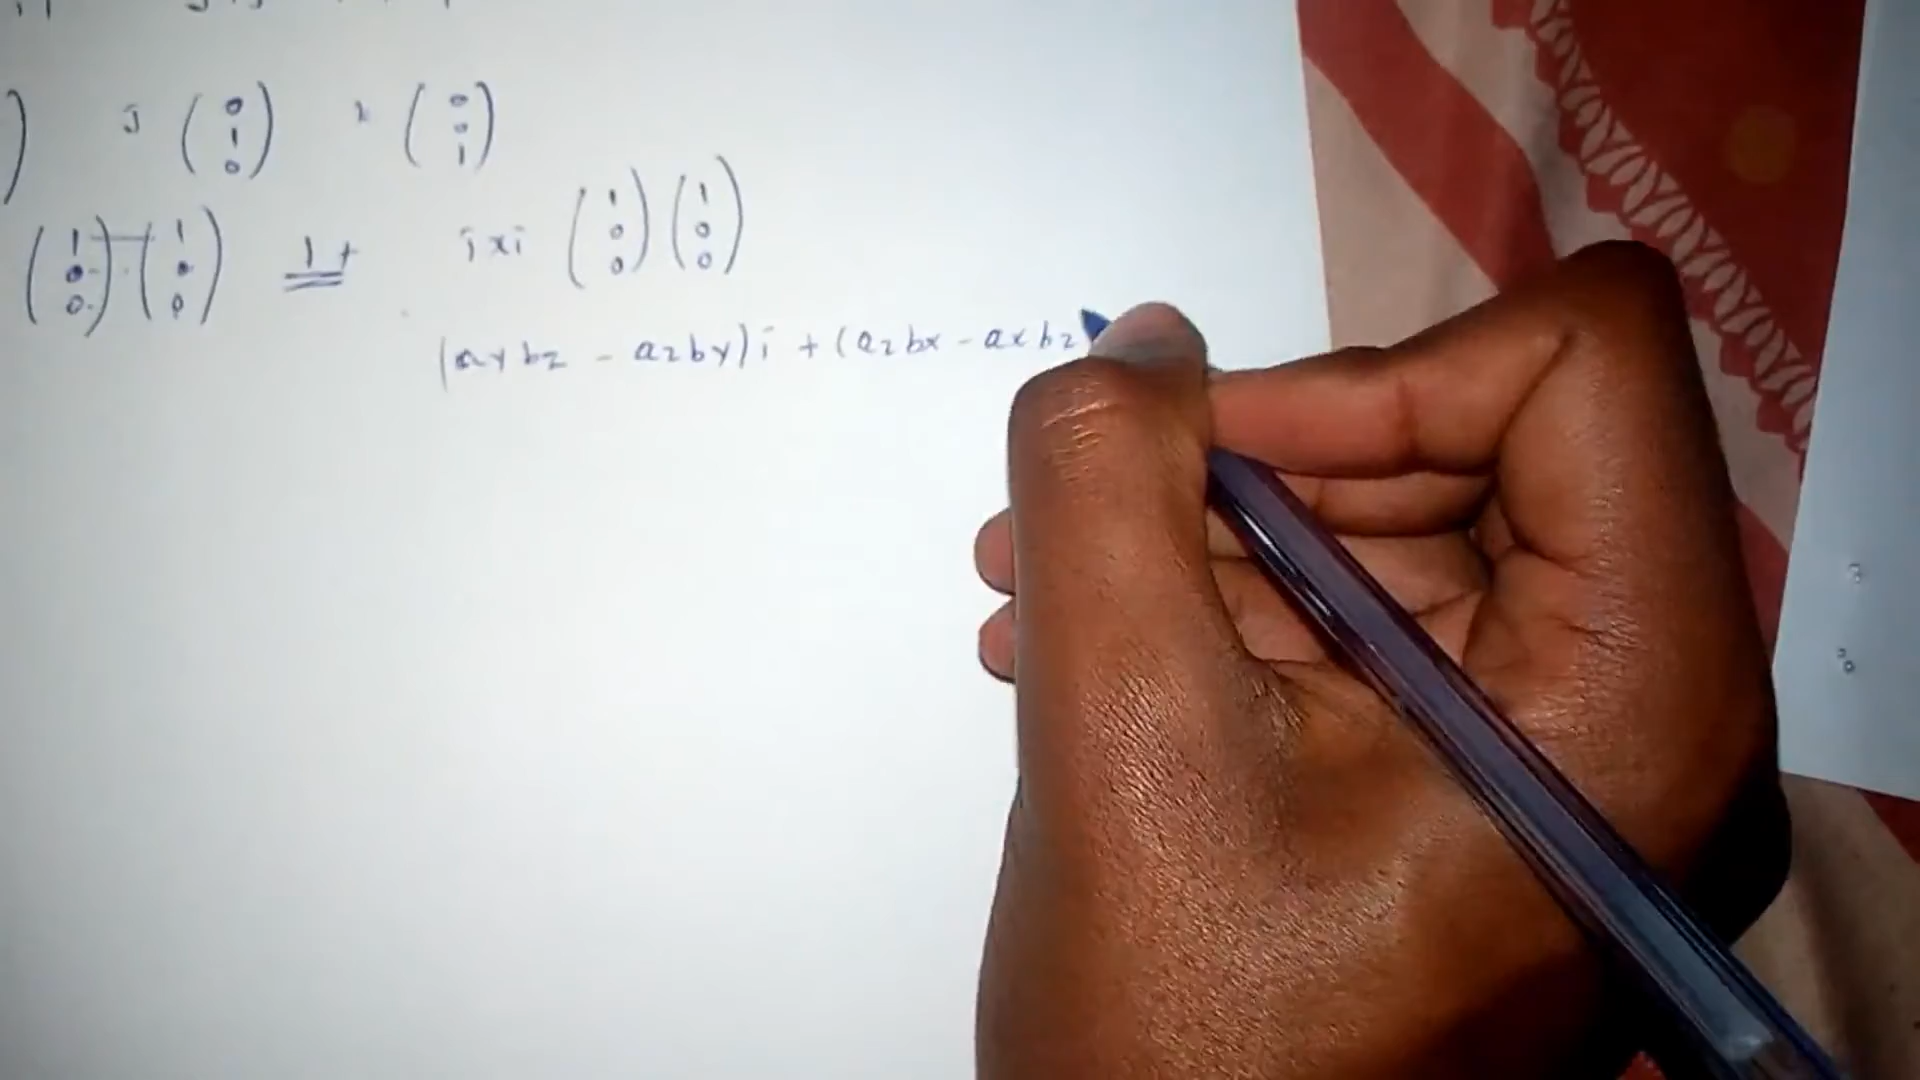 ) j ( 0 1 0 ) k ( 0 0 1 )
( 1 0 0 ) ( 1 0 0 ) 1+ i x i ( 1 0 0 ) ( 1 0 0 )
(aybz - azby)i + (azbx - axbz)